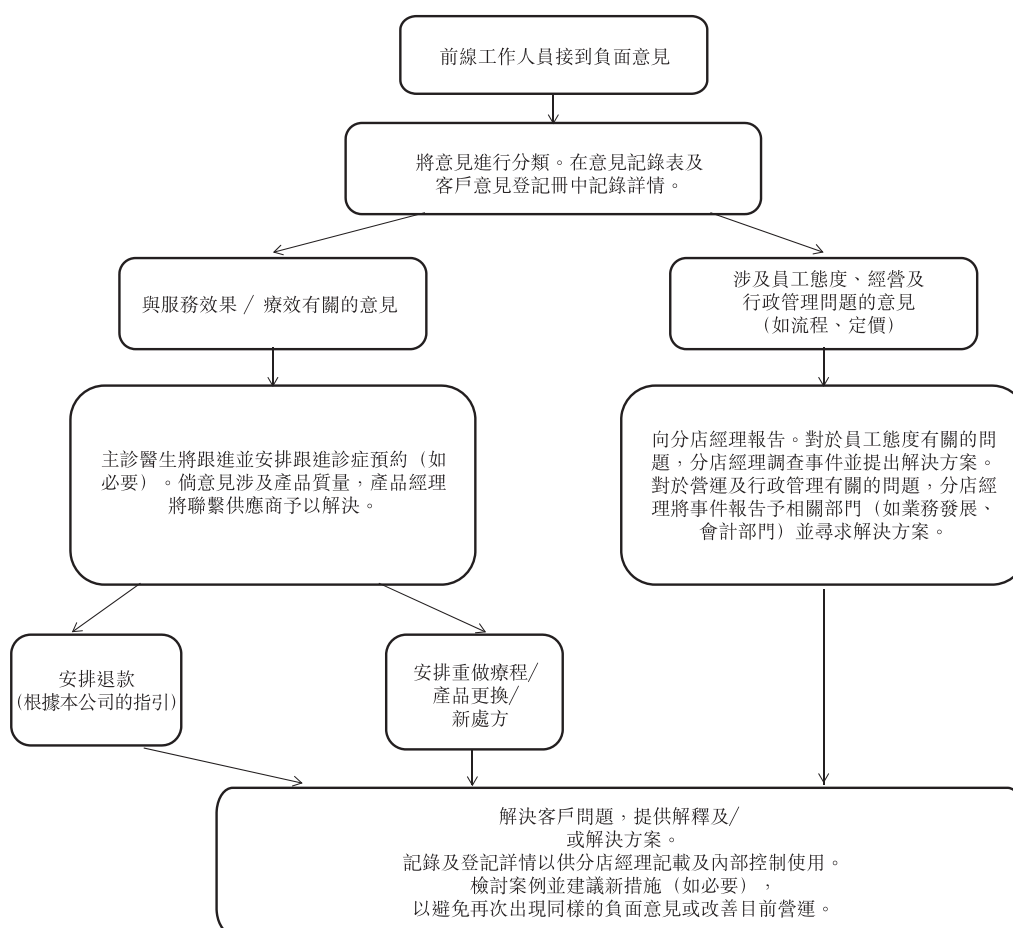 前線工作人員接到負面意見
將意見進行分類。在意見記錄表及
客戶意見登記冊中記錄詳情。
與服務效果／療效有關的意見
涉及員工態度、經營及
行政管理問題的意見
（如流程、定價）
主診醫生將跟進並安排跟進診症預約（如
必要）。倘意見涉及產品質量，產品經理
將聯繫供應商予以解決。
向分店經理報告。對於員工態度有關的問
題，分店經理調查事件並提出解決方案。
對於營運及行政管理有關的問題，分店經
理將事件報告予相關部門（如業務發展、
會計部門）並尋求解決方案。
安排退款
(根據本公司的指引)
安排重做療程/
產品更換/
新處方
解決客戶問題，提供解釋及/
或解決方案。
記錄及登記詳情以供分店經理記載及內部控制使用。
檢討案例並建議新措施（如必要），
以避免再次出現同樣的負面意見或改善目前營運。